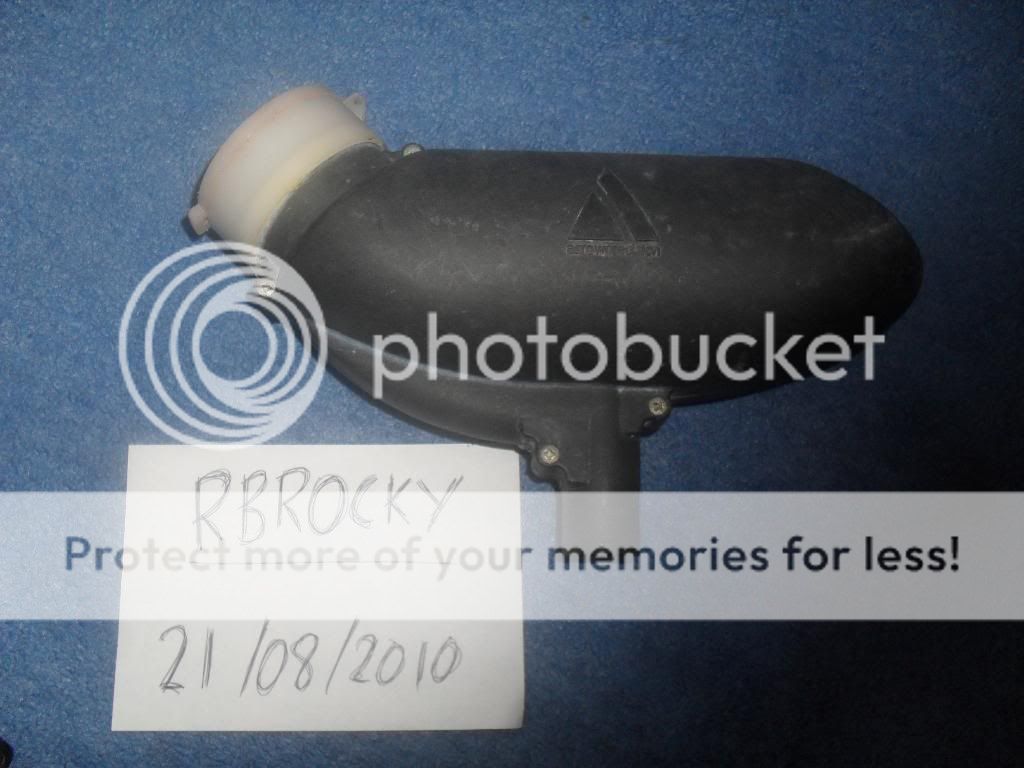 photobucket
RBROCKY
Protect more of your memories for less!
21/08/2010